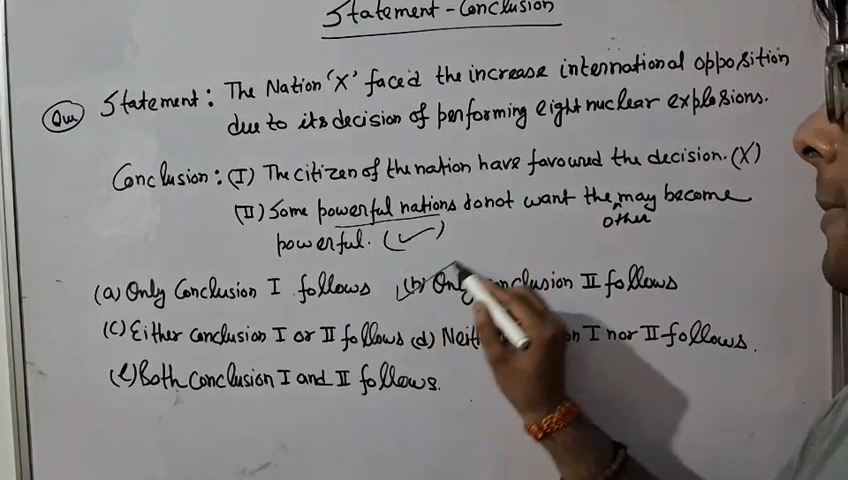 Statement - Conclusion
Que Statement : The Nation 'X' faced the increase international opposition
due to its decision of performing eight nuclear explosions.
Conclusion : (I) The citizen of the nation have favoured the decision. (X)
(II) Some powerful nations do not want the may become
other
powerful. (✓)
(a) Only Conclusion I follows (b) Only Conclusion II follows
(c) Either conclusion I or II follows (d) I nor II follows.
(e) Both Conclusion I and II follows.